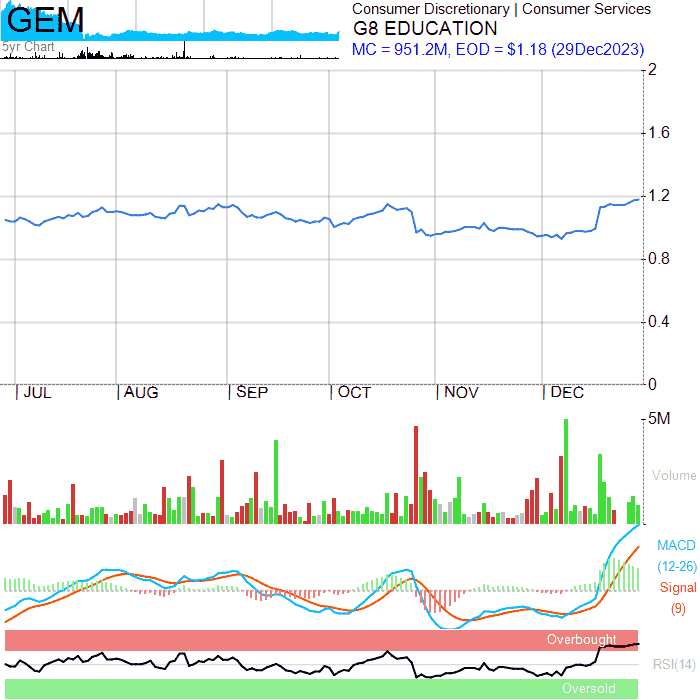 GEM
5yr Chart
Consumer Discretionary | Consumer Services
G8 EDUCATION
MC = 951.2M, EOD = $1.18 (29Dec2023)
2
1.6
1.2
0.8
0.4
0
JUL AUG SEP OCT NOV DEC
5M
Volume
MACD
(12-26)
Signal
(9)
Overbought
RSI(14)
Oversold